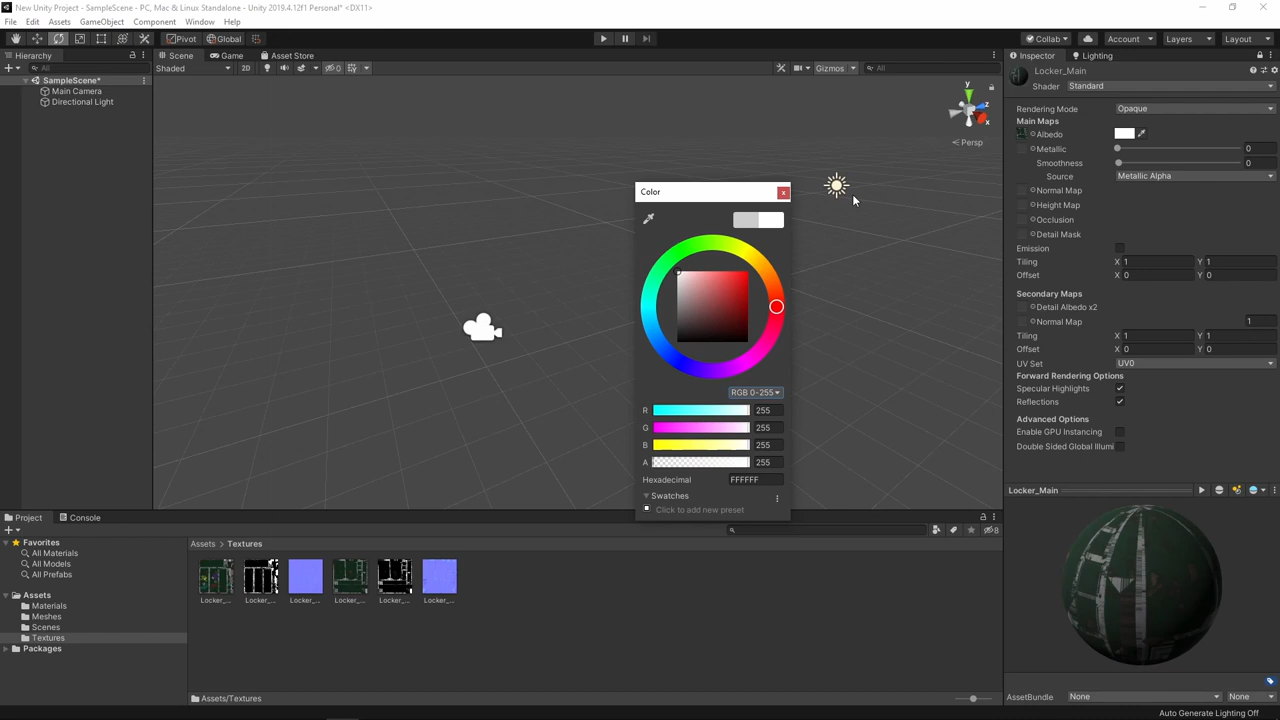 New Unity Project - SampleScene - PC, Mac & Linux Standalone - Unity 2019.4.12f1 Personal* <DX11>
File Edit Assets GameObject Component Window Help
Pivot Global Collab Account Layers Layout
Hierarchy Scene Game Asset Store Inspector Lighting
All Shaded 2D 0 Gizmos All
SampleScene*
Main Camera
Directional Light
y
z
x
Persp
Locker_Main
Shader Standard
Rendering Mode Opaque
Main Maps
Albedo
Metallic 0
Smoothness 0
Source Metallic Alpha
Normal Map
Height Map
Occlusion
Detail Mask
Emission
Tiling X 1 Y 1
Offset X 0 Y 0
Secondary Maps
Detail Albedo x2
Normal Map 1
Tiling X 1 Y 1
Offset X 0 Y 0
UV Set UV0
Forward Rendering Options
Specular Highlights
Reflections
Advanced Options
Enable GPU Instancing
Double Sided Global Illumi
Color x
RGB 0-255
R 255
G 255
B 255
A 255
Hexadecimal FFFFFF
Swatches
Click to add new preset
Project Console
8
Favorites
All Materials
All Models
All Prefabs
Assets
Materials
Meshes
Scenes
Textures
Packages
Assets > Textures
Locker_... Locker_... Locker_... Locker_... Locker_... Locker_...
Assets/Textures
Locker_Main
AssetBundle None None
Auto Generate Lighting Off